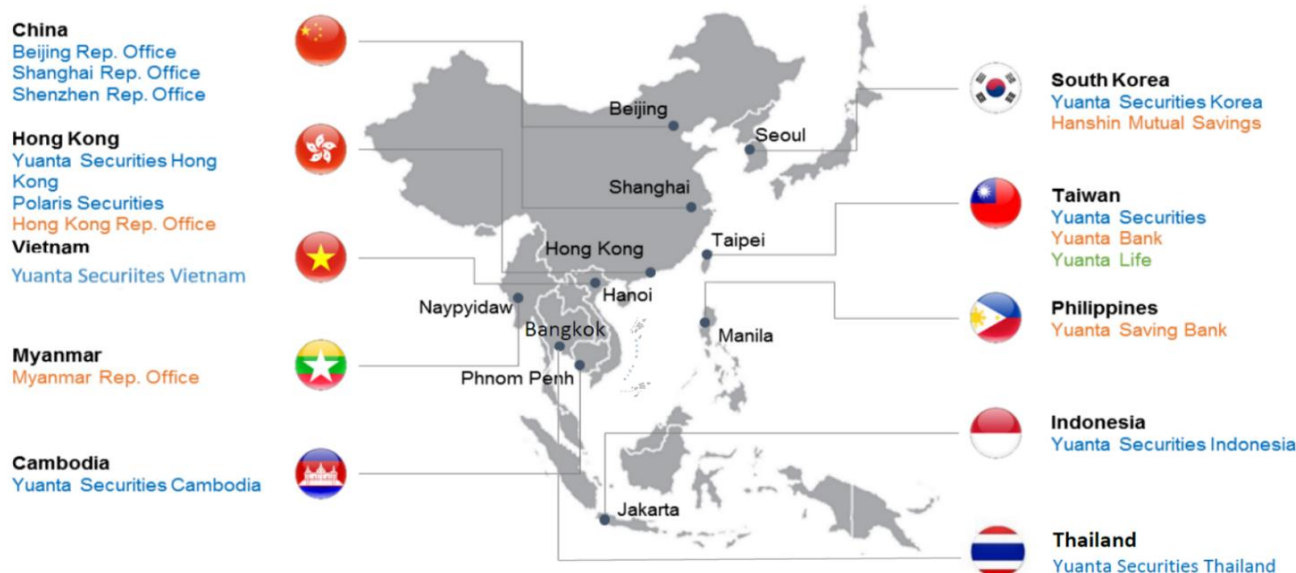 China
Beijing Rep. Office
Shanghai Rep. Office
Shenzhen Rep. Office
Hong Kong
Yuanta Securities Hong
Kong
Polaris Securities
Hong Kong Rep. Office
Vietnam
Yuanta Securiites Vietnam
Myanmar
Myanmar Rep. Office
Cambodia
Yuanta Securities Cambodia
Beijing
Seoul
Shanghai
Hong Kong
Taipei
Hanoi
Naypyidaw
Bangkok
Manila
Phnom Penh
Jakarta
South Korea
Yuanta Securities Korea
Hanshin Mutual Savings
Taiwan
Yuanta Securities
Yuanta Bank
Yuanta Life
Philippines
Yuanta Saving Bank
Indonesia
Yuanta Securities Indonesia
Thailand
Yuanta Securities Thailand